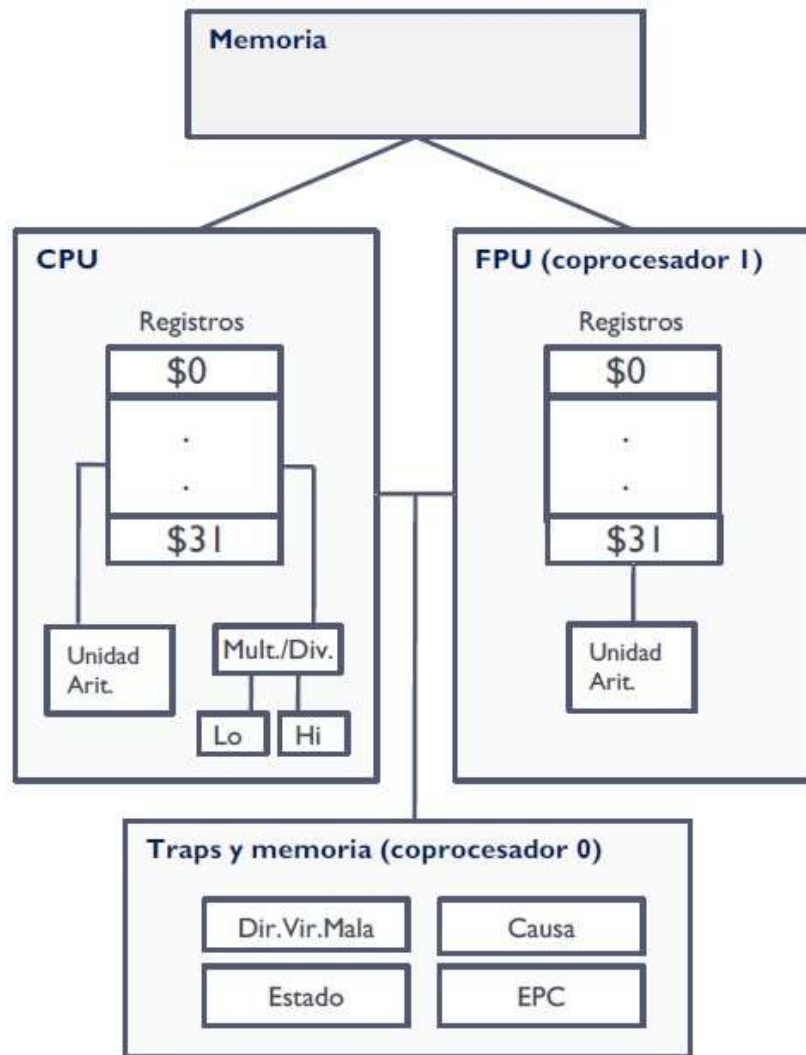 Memoria
CPU
Registros
$0
.
.
$31
Unidad
Arit.
Mult./Div.
Lo
Hi
FPU (coprocesador 1)
Registros
$0
.
.
$31
Unidad
Arit.
Traps y memoria (coprocesador 0)
Dir.Vir.Mala
Causa
Estado
EPC